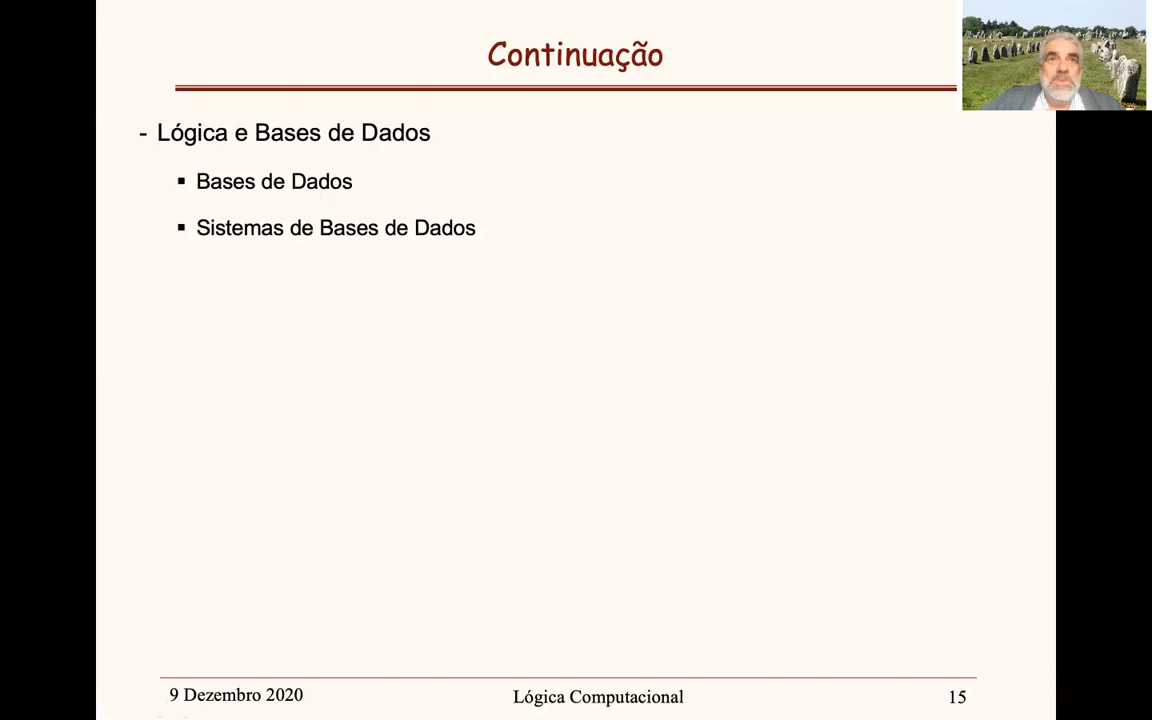 Continuação
- Lógica e Bases de Dados
▪ Bases de Dados
▪ Sistemas de Bases de Dados
9 Dezembro 2020
Lógica Computacional
15